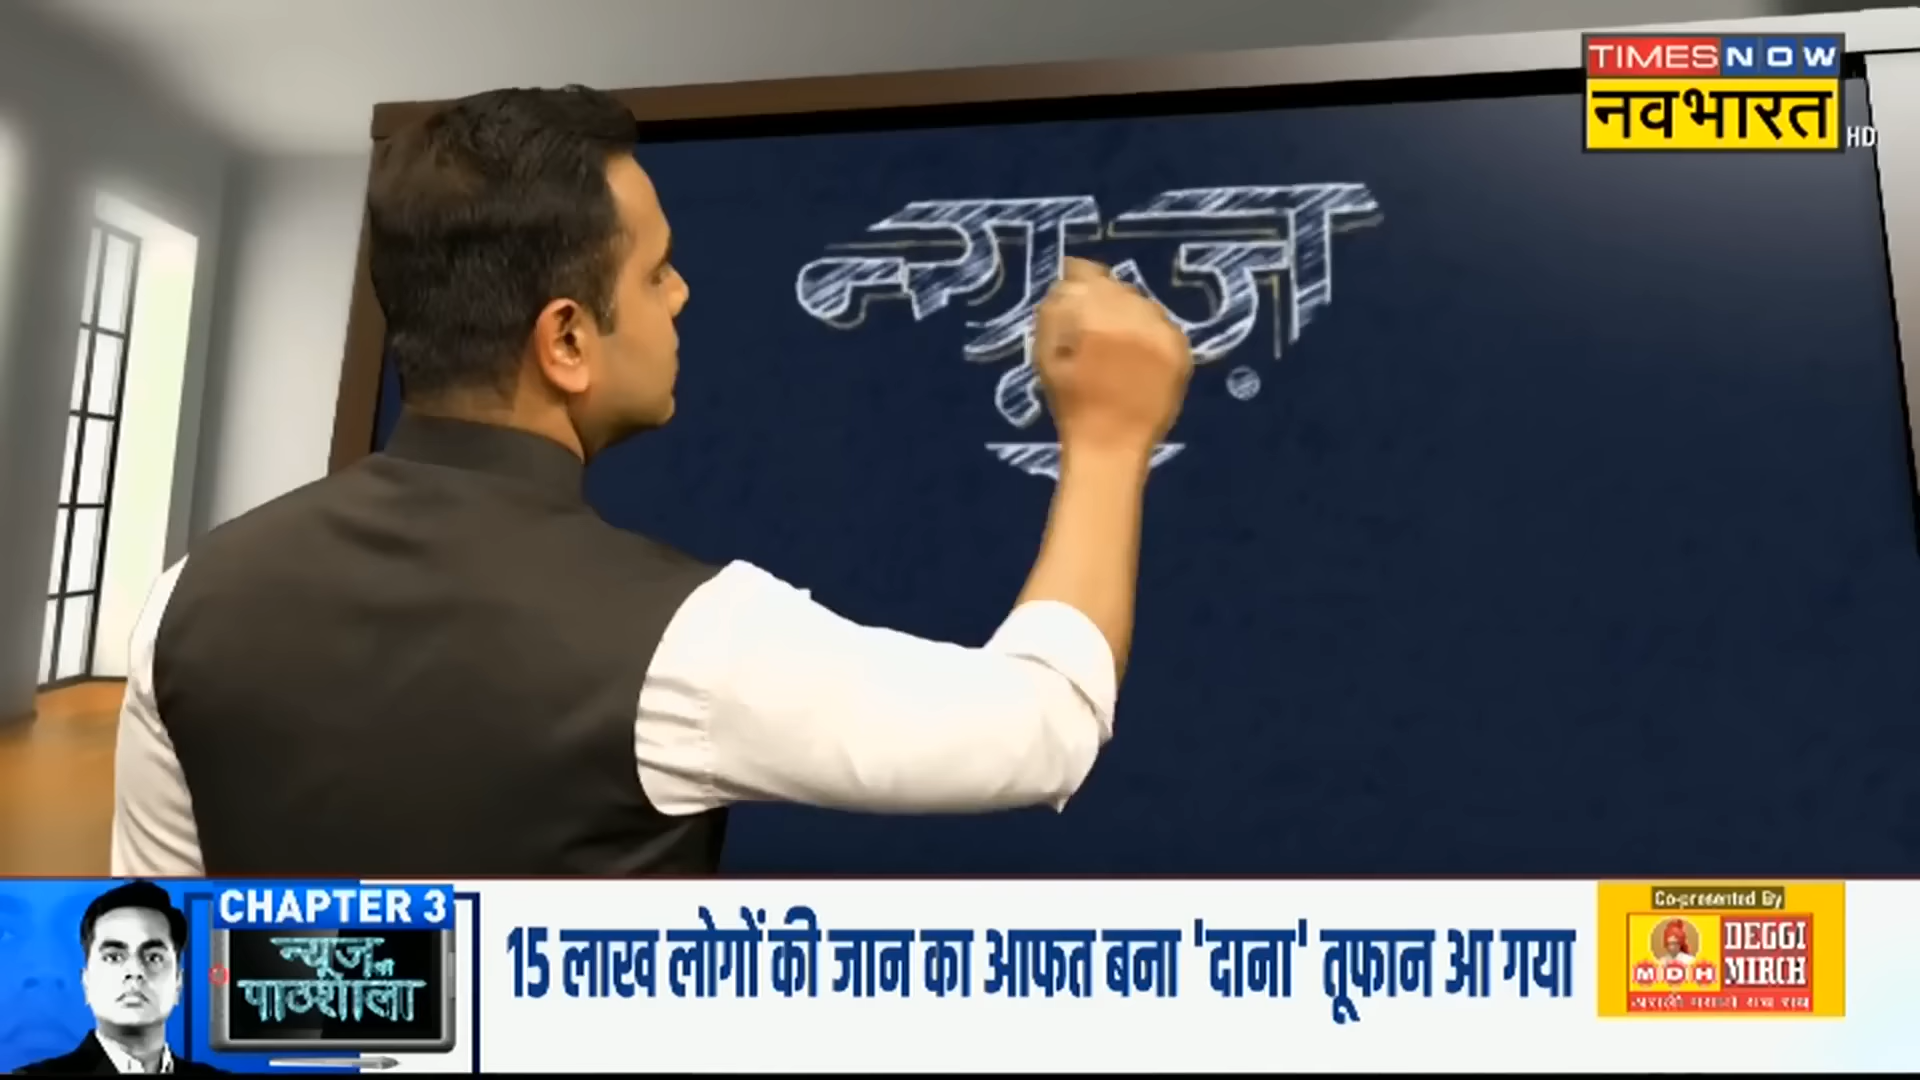 TIMES NOW
नवभारत
HD
न्यूज़
CHAPTER 3
न्यूज़ की
पाठशाला
15 लाख लोगों की जान का आफत बना 'दाना' तूफान आ गया
Co-presented By
MDH
DEGGI
MIRCH